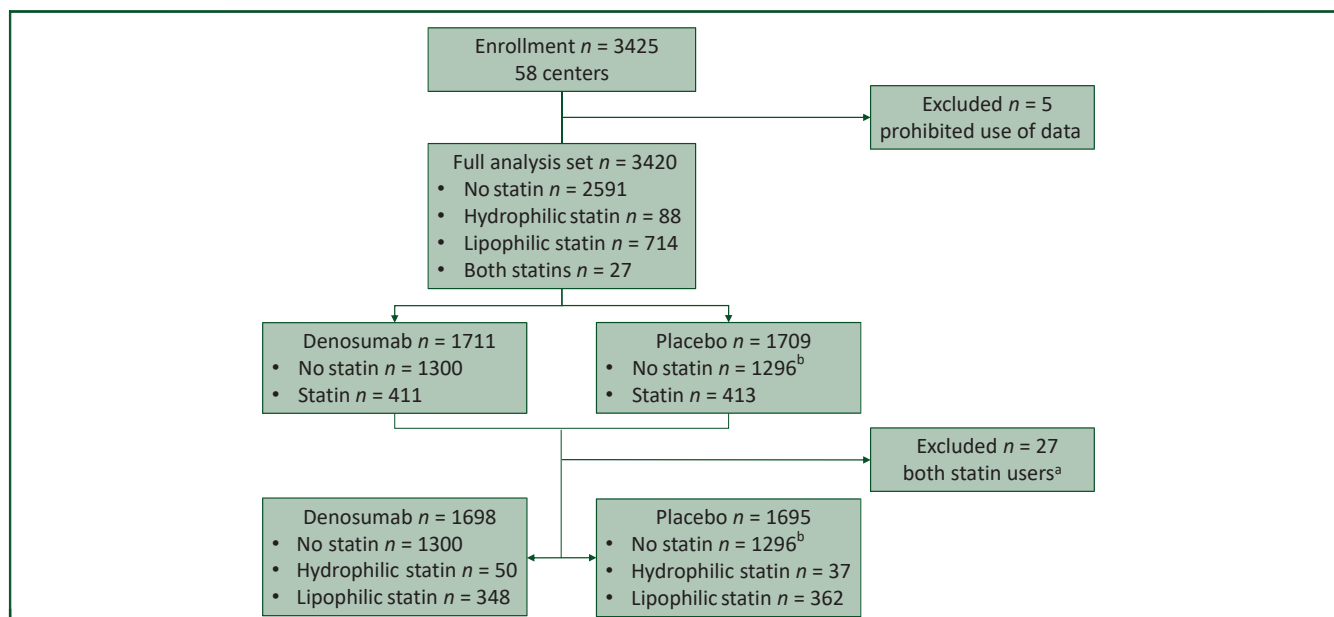 Enrollment n = 3425
58 centers
Excluded n = 5
prohibited use of data
Full analysis set n = 3420
• No statin n = 2591
• Hydrophilic statin n = 88
• Lipophilic statin n = 714
• Both statins n = 27
Denosumab n = 1711
• No statin n = 1300
• Statin n = 411
Placebo n = 1709
• No statin n = 1296ᵇ
• Statin n = 413
Excluded n = 27
both statin usersᵃ
Denosumab n = 1698
• No statin n = 1300
• Hydrophilic statin n = 50
• Lipophilic statin n = 348
Placebo n = 1695
• No statin n = 1296ᵇ
• Hydrophilic statin n = 37
• Lipophilic statin n = 362